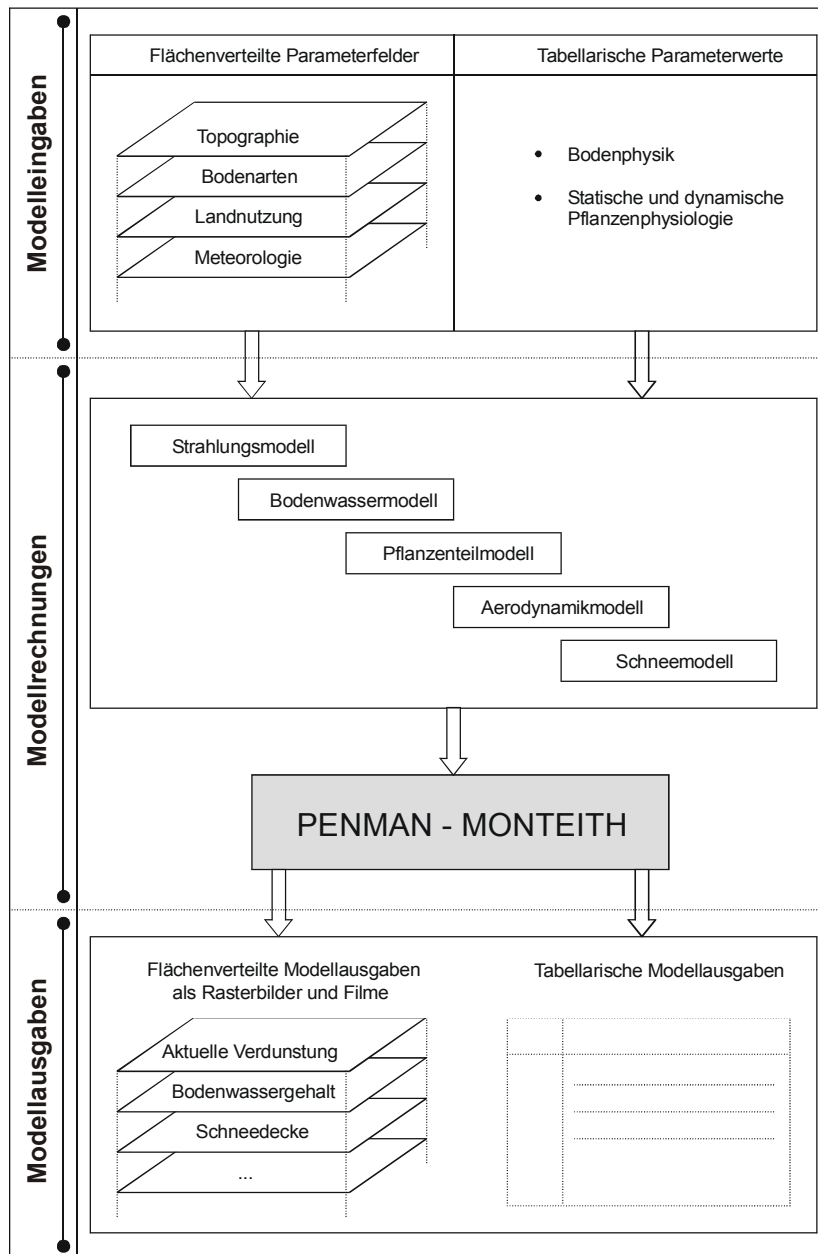 Modelleingaben
Flächenverteilte Parameterfelder
Tabellarische Parameterwerte
Topographie
Bodenarten
Landnutzung
Meteorologie
• Bodenphysik
• Statische und dynamische
Pflanzenphysiologie
Modellrechnungen
Strahlungsmodell
Bodenwassermodell
Pflanzenteilmodell
Aerodynamikmodell
Schneemodell
PENMAN - MONTEITH
Modellausgaben
Flächenverteilte Modellausgaben
als Rasterbilder und Filme
Tabellarische Modellausgaben
Aktuelle Verdunstung
Bodenwassergehalt
Schneedecke
...